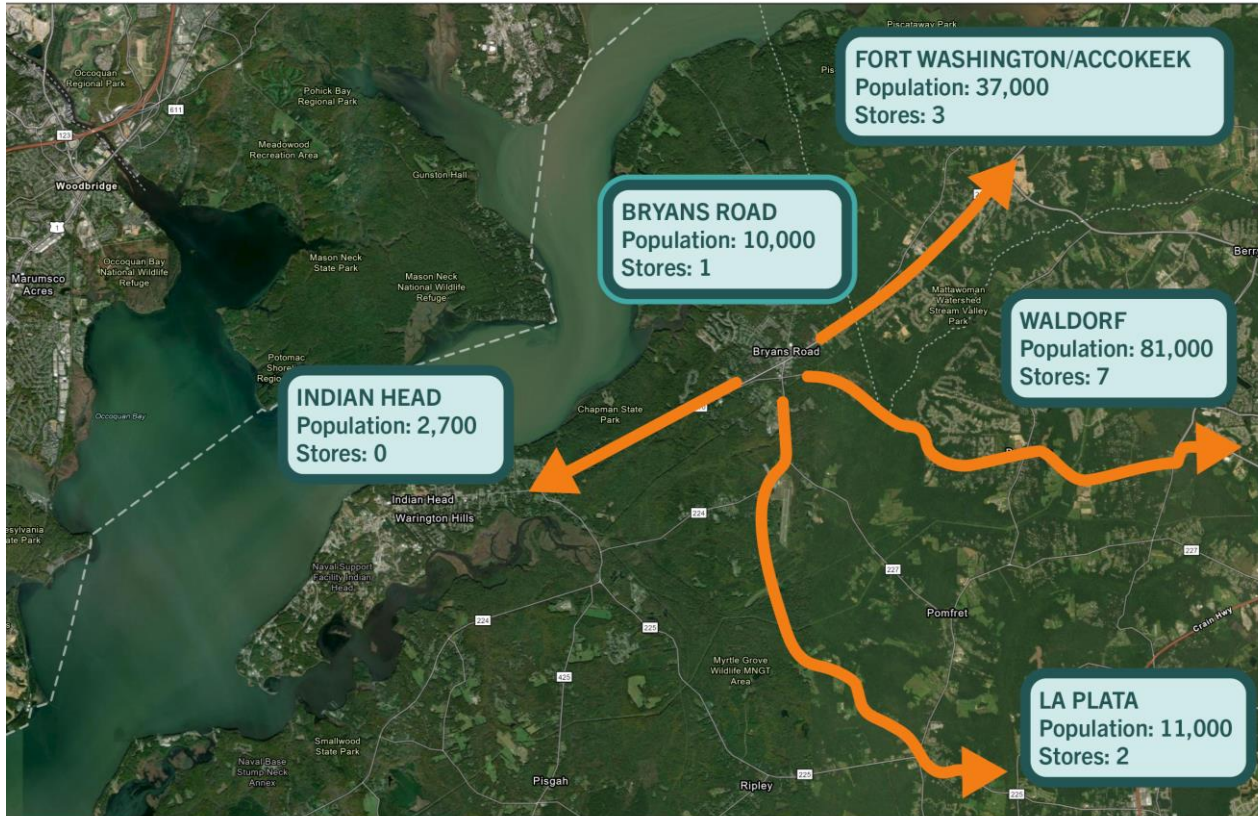 Piscataway Park
Occoquan
Regional Park
Pohick Bay
Regional Park
611
123
Meadowood
Recreation Area
Gunston Hall
Woodbridge
1
FORT WASHINGTON/ACCOKEEK
Population: 37,000
Stores: 3
BRYANS ROAD
Population: 10,000
Stores: 1
Occoquan Bay
National Wildlife
Refuge
Marumsco
Acres
Mason Neck
State Park
Mason Neck
National Wildlife
Refuge
Mattawoman
Watershed
Stream Valley
Park
WALDORF
Population: 81,000
Stores: 7
Bryans Road
Potomac
INDIAN HEAD
Population: 2,700
Stores: 0
Chapman State
Park
Occoquan Bay
Indian Head
Warington Hills
224
227
227
Naval Support
Facility Indian
Head
Pomfret
Crain Hwy
224
225
425
Myrtle Grove
Wildlife MNGT
Area
LA PLATA
Population: 11,000
Stores: 2
Smallwood
State Park
Naval Base
Stump Neck
Annex
Pisgah
Ripley
225
225